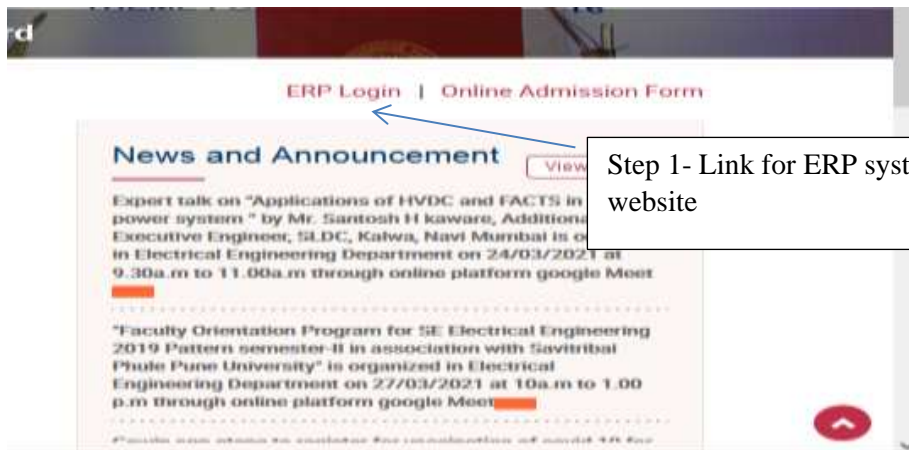 rd
ERP Login | Online Admission Form
News and Announcement
View
Step 1- Link for ERP syst
website
Expert talk on "Applications of HVDC and FACTS in
power system " by Mr. Santosh H kaware, Additiona
Executive Engineer, SLDC, Kalwa, Navi Mumbai is o
in Electrical Engineering Department on 24/03/2021 at
9.30a.m to 11.00a.m through online platform google Meet
"Faculty Orientation Program for SE Electrical Engineering
2019 Pattern semester-II in association with Savitribai
Phule Pune University" is organized in Electrical
Engineering Department on 27/03/2021 at 10a.m to 1.00
p.m through online platform google Meet